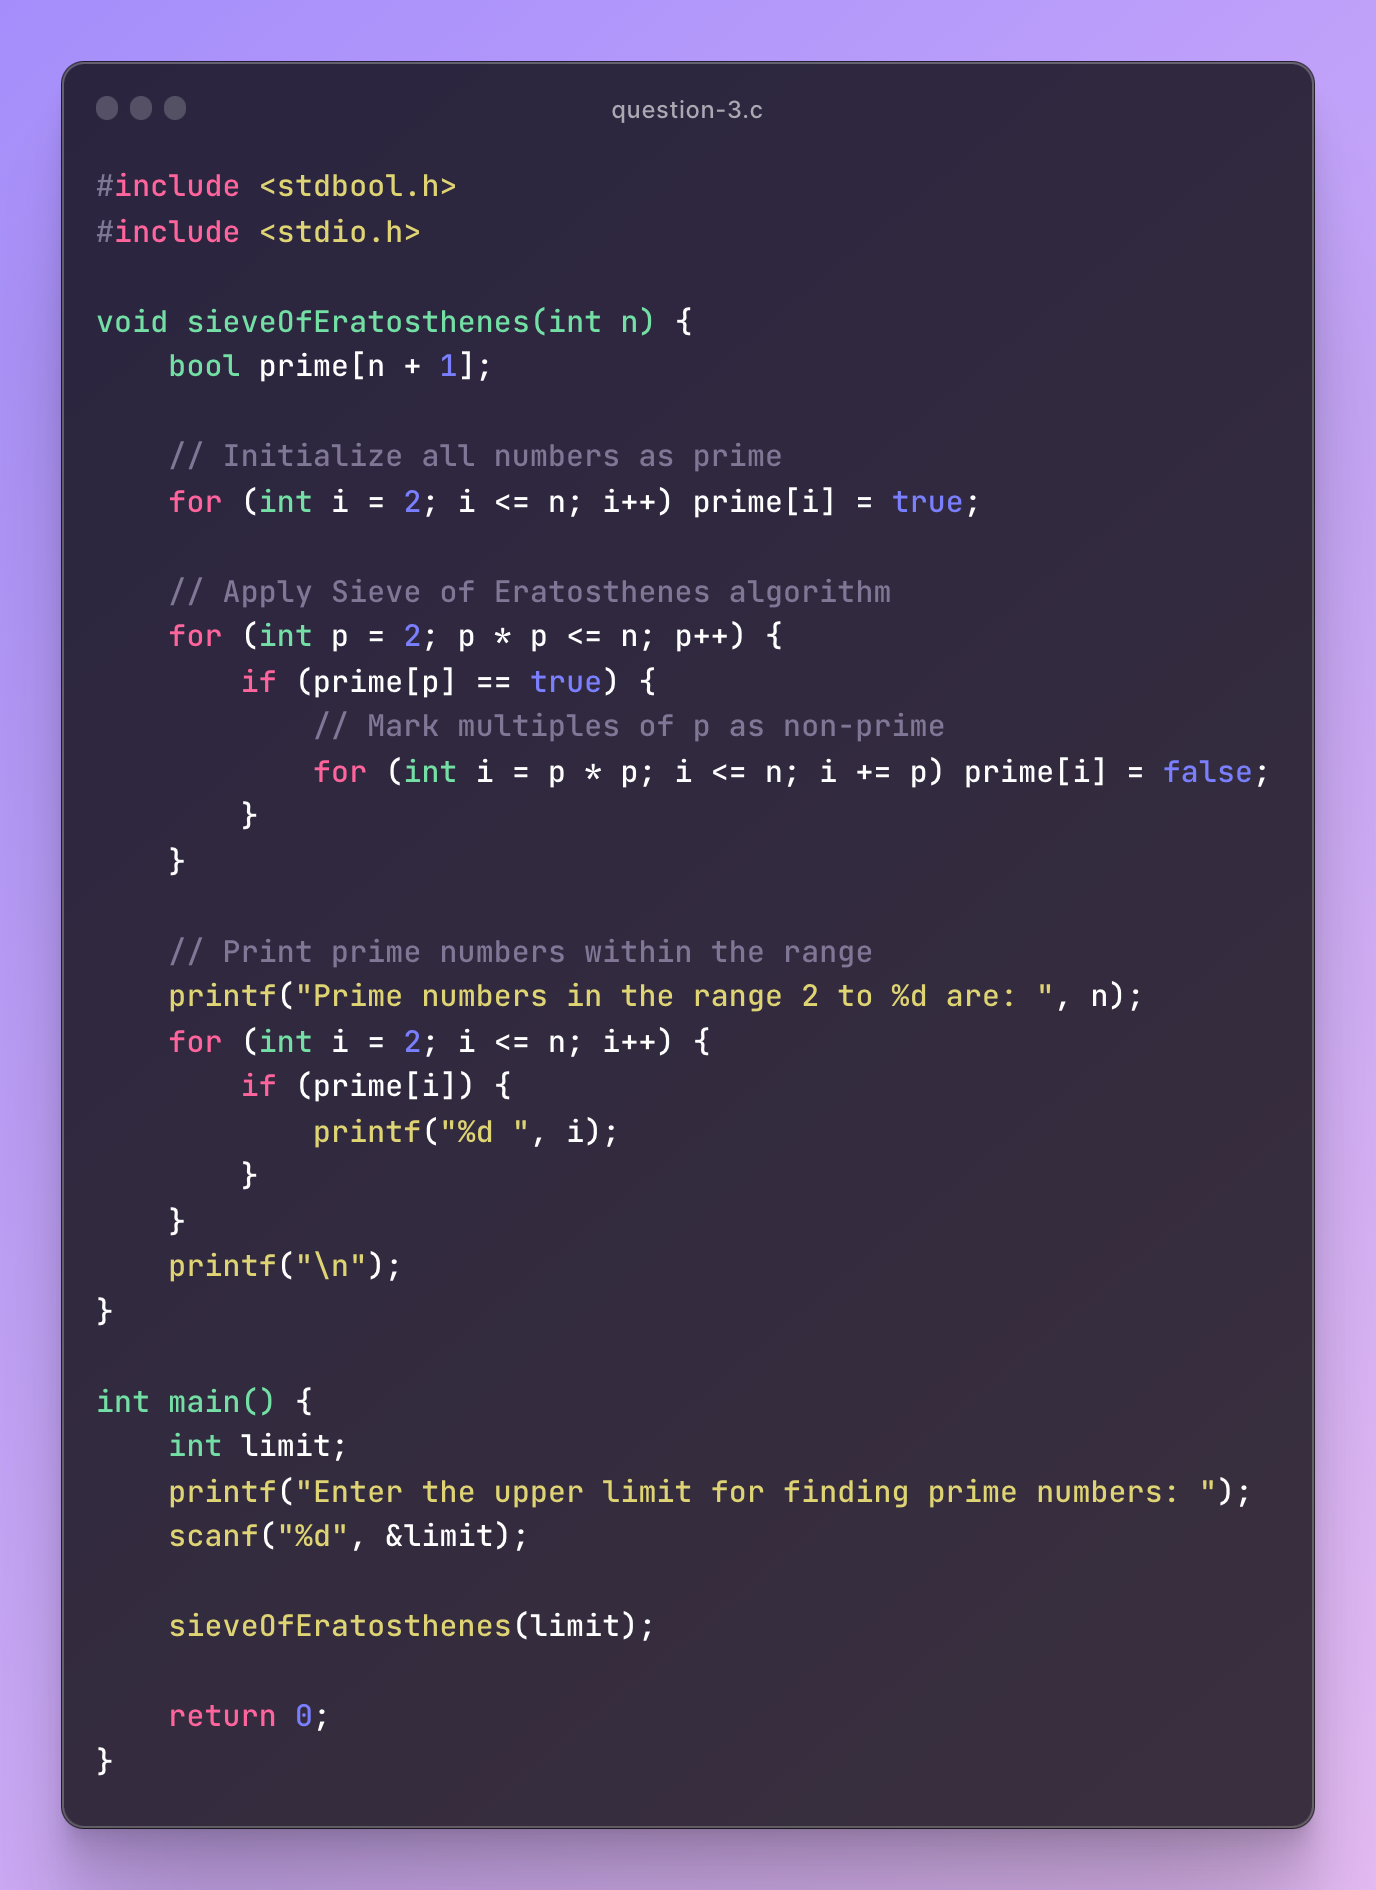 question-3.c
#include <stdbool.h>
#include <stdio.h>

void sieveOfEratosthenes(int n) {
    bool prime[n + 1];

    // Initialize all numbers as prime
    for (int i = 2; i <= n; i++) prime[i] = true;

    // Apply Sieve of Eratosthenes algorithm
    for (int p = 2; p * p <= n; p++) {
        if (prime[p] == true) {
            // Mark multiples of p as non-prime
            for (int i = p * p; i <= n; i += p) prime[i] = false;
        }
    }

    // Print prime numbers within the range
    printf("Prime numbers in the range 2 to %d are: ", n);
    for (int i = 2; i <= n; i++) {
        if (prime[i]) {
            printf("%d ", i);
        }
    }
    printf("\n");
}

int main() {
    int limit;
    printf("Enter the upper limit for finding prime numbers: ");
    scanf("%d", &limit);

    sieveOfEratosthenes(limit);

    return 0;
}